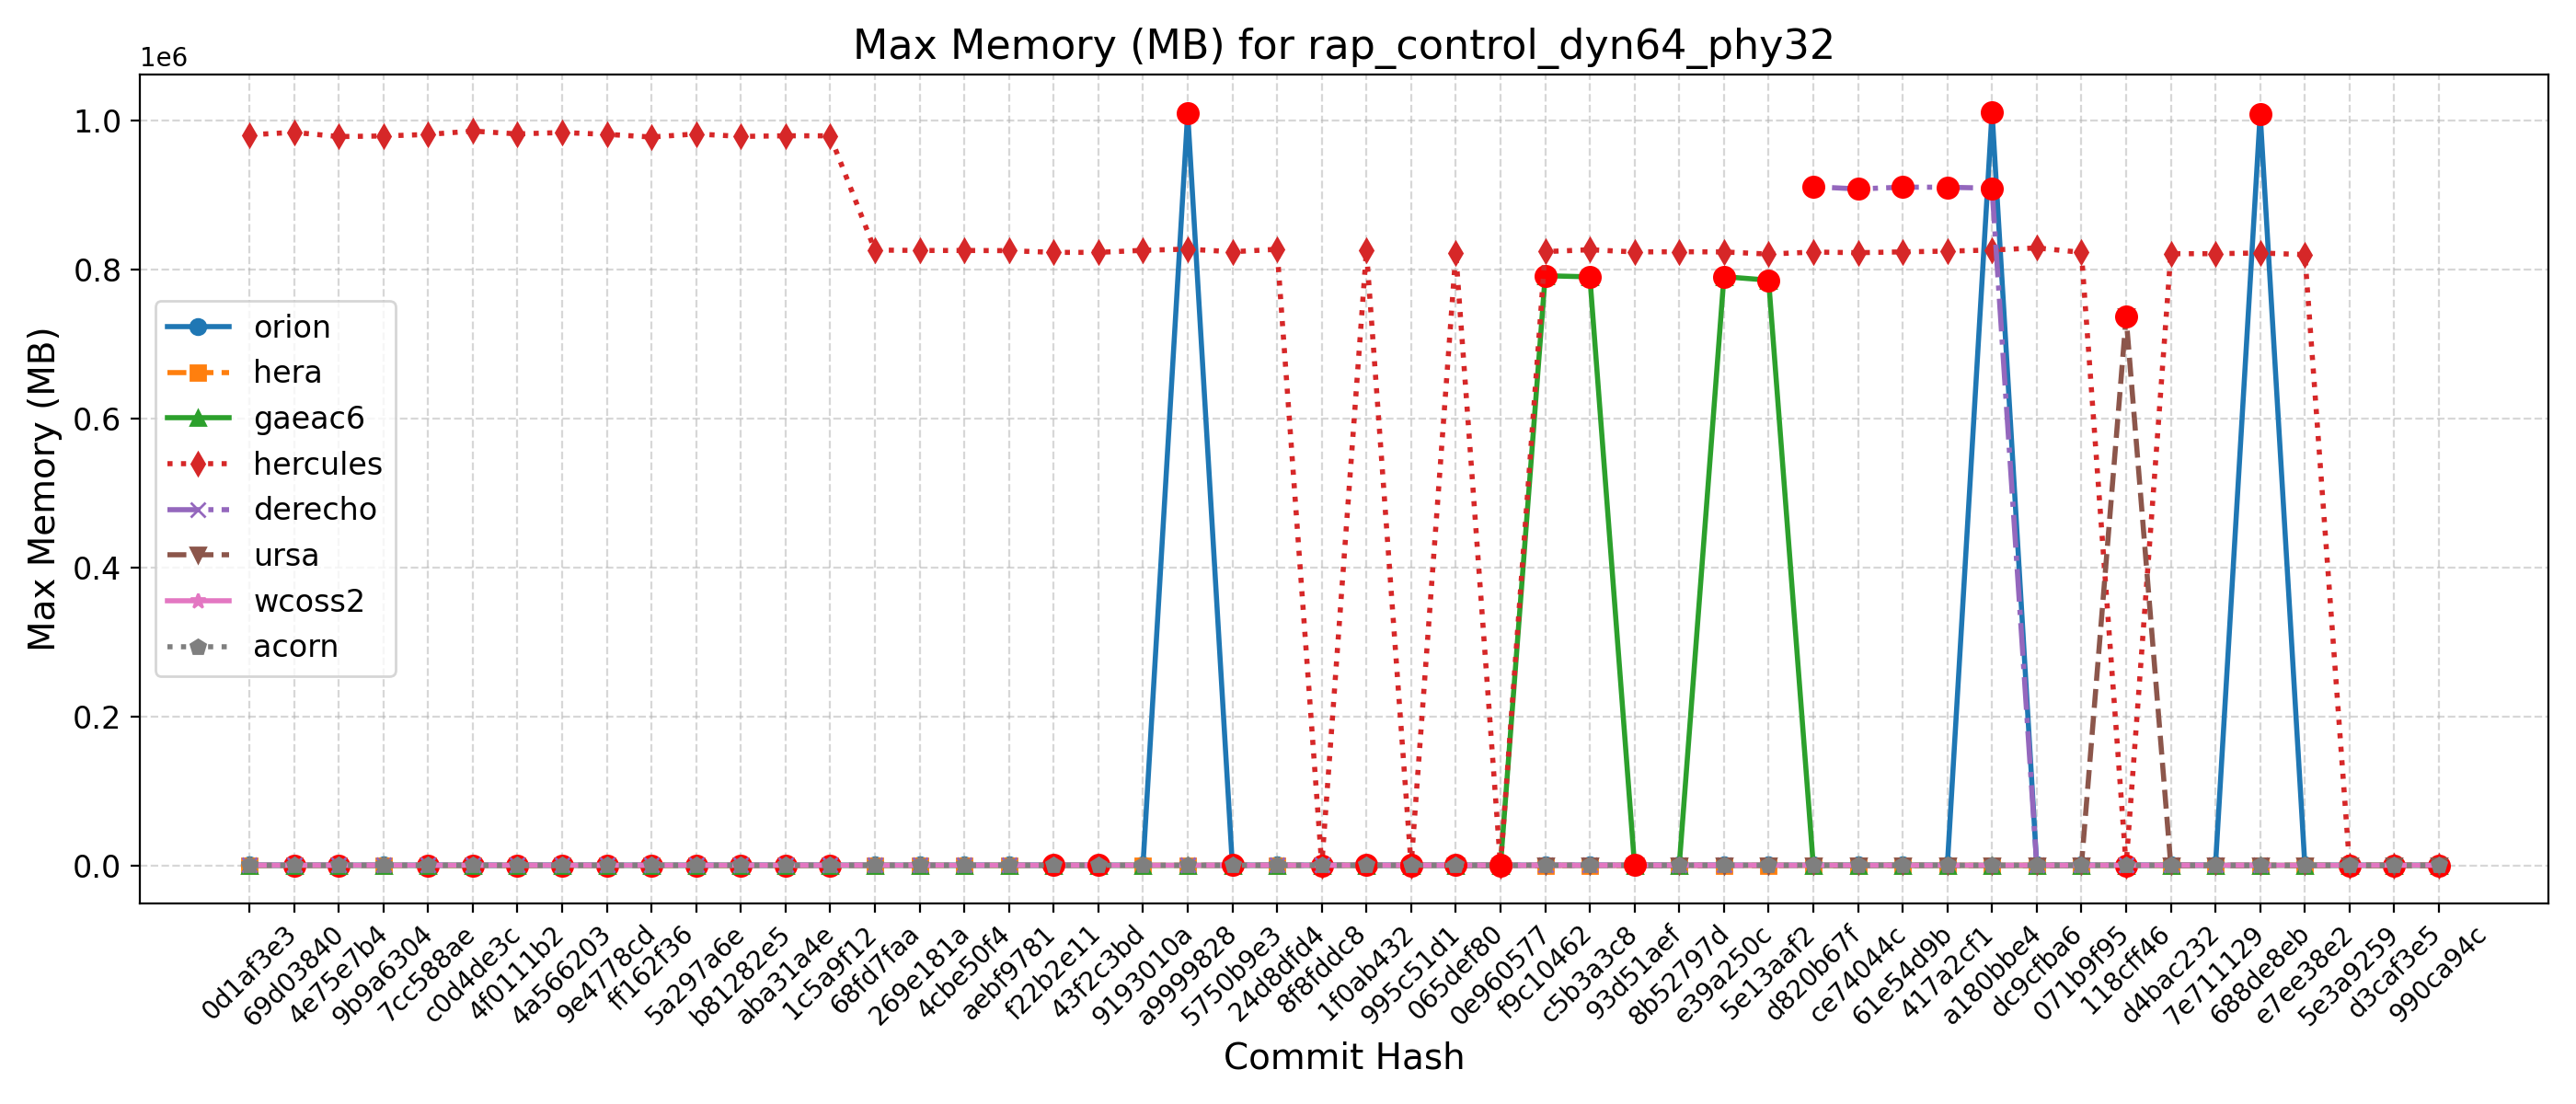 Max Memory (MB) for rap_control_dyn64_phy32
1e6
1.0
0.8
0.6
0.4
0.2
0.0
Max Memory (MB)
orion
hera
gaeac6
hercules
derecho
ursa
wcoss2
acorn
0d1af3e3
69d03840
4e75e7b4
9b9a6304
7cc588ae
c0d4de3c
4f0111b2
4a566203
9e4778cd
ff162f36
5a297a6e
b81282e5
aba31a4e
1c5a9f12
68fd7faa
269e181a
4cbe50f4
aebf9781
f22b2e11
43f2c3bd
9193010a
a9999828
5750b9e3
24d8dfd4
8f8fddc8
1f0ab432
995c51d1
065def80
0e960577
f9c10462
c5b3a3c8
93d51aef
8b52797d
e39a250c
5e13aaf2
d820b67f
ce74044c
61e54d9b
417a2cf1
a180bbe4
dc9cfba6
071b9f95
118cff46
d4bac232
7e711129
688de8eb
e7ee38e2
5e3a9259
d3caf3e5
990ca94c
Commit Hash